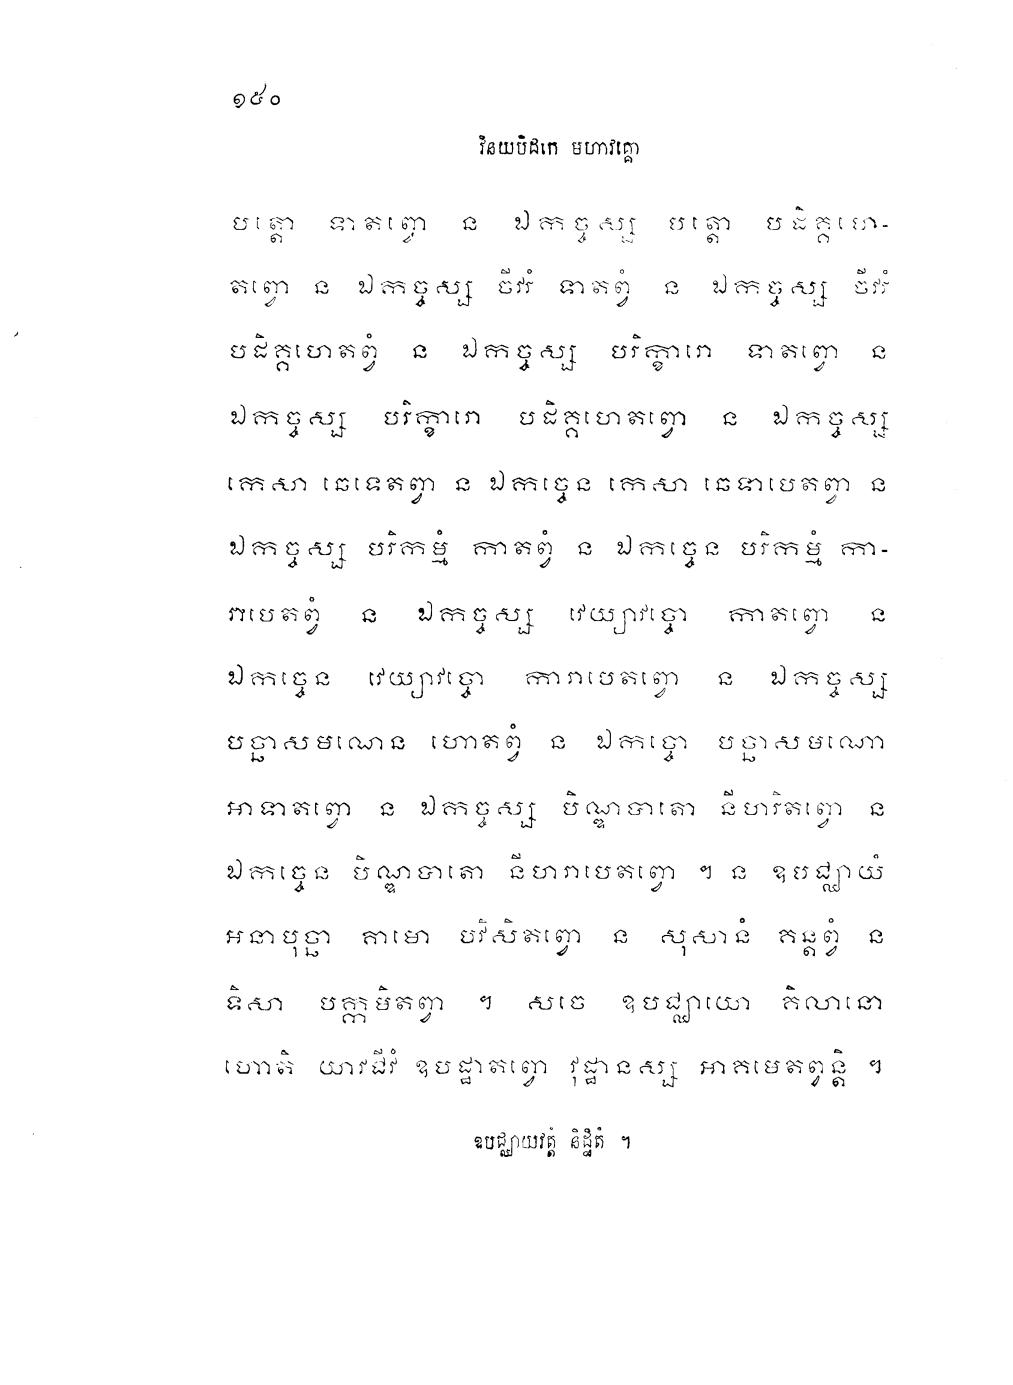 ១៥០
វិនយបិដកេ មហាវគ្គោ
បត្តោ ទាតព្វោ ន ឯកច្ចស្ស បត្តោ បដិគ្គហេ-
តព្វោ ន ឯកច្ចស្ស ចីវរំ ទាតព្វំ ន ឯកច្ចស្ស ចីវរំ
បដិគ្គហេតព្វំ ន ឯកច្ចស្ស បរិក្ខារោ ទាតព្វោ ន
ឯកច្ចស្ស បរិក្ខារោ បដិគ្គហេតព្វោ ន ឯកច្ចស្ស
កេសា ឆេទេតព្វា ន ឯកច្ចេន កេសា ឆេទាបេតព្វា ន
ឯកច្ចស្ស បរិកម្មំ កាតព្វំ ន ឯកច្ចេន បរិកម្មំ កា-
រាបេតព្វំ ន ឯកច្ចស្ស វេយ្យាវច្ចោ កាតព្វោ ន
ឯកច្ចេន វេយ្យាវច្ចោ ការាបេតព្វោ ន ឯកច្ចស្ស
បច្ឆាសមណេន ហោតព្វំ ន ឯកច្ចោ បច្ឆាសមណោ
អាទាតព្វោ ន ឯកច្ចស្ស បិណ្ឌបាតោ នីហរិតព្វោ ន
ឯកច្ចេន បិណ្ឌបាតោ នីហរាបេតព្វោ ។ ន ឧបជ្ឈាយំ
អនាបុច្ឆា គាមោ បវិសិតព្វោ ន សុសានំ គន្តព្វំ ន
ទិសា បក្កមិតព្វា ។ សចេ ឧបជ្ឈាយោ គិលានោ
ហោតិ យាវជីវំ ឧបដ្ឋាតព្វោ វុដ្ឋានស្ស អាគមេតព្វន្តិ ។
ឧបជ្ឈាយវត្តំ និដ្ឋិតំ ។